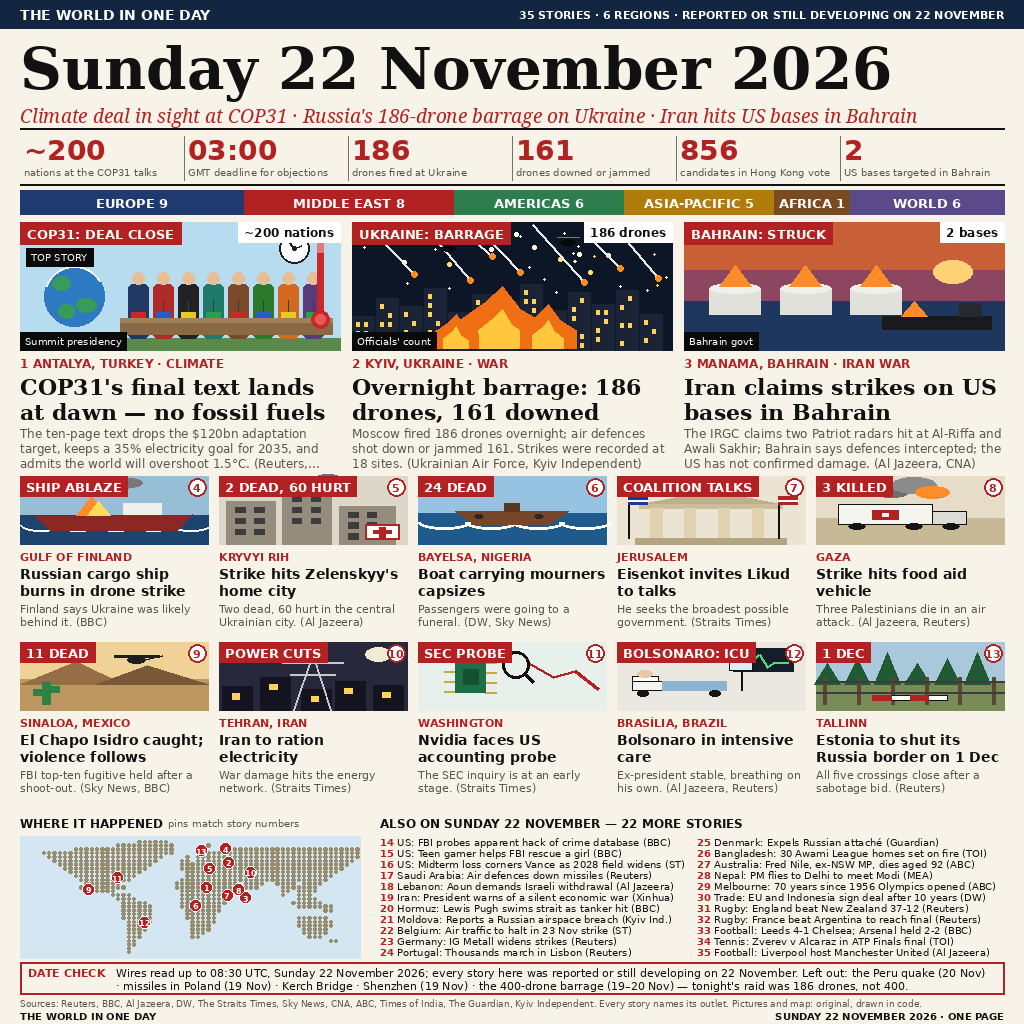 THE WORLD IN ONE DAY
35 STORIES · 6 REGIONS · REPORTED OR STILL DEVELOPING ON 22 NOVEMBER
Sunday 22 November 2026
Climate deal in sight at COP31 · Russia's 186-drone barrage on Ukraine · Iran hits US bases in Bahrain
~200
nations at the COP31 talks
03:00
GMT deadline for objections
186
drones fired at Ukraine
161
drones downed or jammed
856
candidates in Hong Kong vote
2
US bases targeted in Bahrain
EUROPE 9
MIDDLE EAST 8
AMERICAS 6
ASIA-PACIFIC 5
AFRICA 1
WORLD 6
COP31: DEAL CLOSE
~200 nations
TOP STORY
Summit presidency
1 ANTALYA, TURKEY · CLIMATE
COP31's final text lands
at dawn — no fossil fuels
The ten-page text drops the $120bn adaptation
target, keeps a 35% electricity goal for 2035, and
admits the world will overshoot 1.5°C. (Reuters,…
UKRAINE: BARRAGE
186 drones
Officials' count
2 KYIV, UKRAINE · WAR
Overnight barrage: 186
drones, 161 downed
Moscow fired 186 drones overnight; air defences
shot down or jammed 161. Strikes were recorded at
18 sites. (Ukrainian Air Force, Kyiv Independent)
BAHRAIN: STRUCK
2 bases
Bahrain govt
3 MANAMA, BAHRAIN · IRAN WAR
Iran claims strikes on US
bases in Bahrain
The IRGC claims two Patriot radars hit at Al-Riffa and
Awali Sakhir; Bahrain says defences intercepted; the
US has not confirmed damage. (Al Jazeera, CNA)
SHIP ABLAZE
4
GULF OF FINLAND
Russian cargo ship
burns in drone strike
Finland says Ukraine was likely
behind it. (BBC)
2 DEAD, 60 HURT
5
KRYVYI RIH
Strike hits Zelenskyy's
home city
Two dead, 60 hurt in the central
Ukrainian city. (Al Jazeera)
24 DEAD
6
BAYELSA, NIGERIA
Boat carrying mourners
capsizes
Passengers were going to a
funeral. (DW, Sky News)
COALITION TALKS
7
JERUSALEM
Eisenkot invites Likud
to talks
He seeks the broadest possible
government. (Straits Times)
3 KILLED
8
GAZA
Strike hits food aid
vehicle
Three Palestinians die in an air
attack. (Al Jazeera, Reuters)
11 DEAD
9
SINALOA, MEXICO
El Chapo Isidro caught;
violence follows
FBI top-ten fugitive held after a
shoot-out. (Sky News, BBC)
POWER CUTS
10
TEHRAN, IRAN
Iran to ration
electricity
War damage hits the energy
network. (Straits Times)
SEC PROBE
11
WASHINGTON
Nvidia faces US
accounting probe
The SEC inquiry is at an early
stage. (Straits Times)
BOLSONARO: ICU
12
BRASÍLIA, BRAZIL
Bolsonaro in intensive
care
Ex-president stable, breathing on
his own. (Al Jazeera, Reuters)
1 DEC
13
TALLINN
Estonia to shut its
Russia border on 1 Dec
All five crossings close after a
sabotage bid. (Reuters)
WHERE IT HAPPENED pins match story numbers
13
4
2
5
10
11
9
1
8
7
3
6
12
ALSO ON SUNDAY 22 NOVEMBER — 22 MORE STORIES
14 US: FBI probes apparent hack of crime database (BBC)
15 US: Teen gamer helps FBI rescue a girl (BBC)
16 US: Midterm loss corners Vance as 2028 field widens (ST)
17 Saudi Arabia: Air defences down missiles (Reuters)
18 Lebanon: Aoun demands Israeli withdrawal (Al Jazeera)
19 Iran: President warns of a silent economic war (Xinhua)
20 Hormuz: Lewis Pugh swims strait as tanker hit (BBC)
21 Moldova: Reports a Russian airspace breach (Kyiv Ind.)
22 Belgium: Air traffic to halt in 23 Nov strike (ST)
23 Germany: IG Metall widens strikes (Reuters)
24 Portugal: Thousands march in Lisbon (Reuters)
25 Denmark: Expels Russian attaché (Guardian)
26 Bangladesh: 30 Awami League homes set on fire (TOI)
27 Australia: Fred Nile, ex-NSW MP, dies aged 92 (ABC)
28 Nepal: PM flies to Delhi to meet Modi (MEA)
29 Melbourne: 70 years since 1956 Olympics opened (ABC)
30 Trade: EU and Indonesia sign deal after 10 years (DW)
31 Rugby: England beat New Zealand 37-12 (Reuters)
32 Rugby: France beat Argentina to reach final (Reuters)
33 Football: Leeds 4-1 Chelsea; Arsenal held 2-2 (BBC)
34 Tennis: Zverev v Alcaraz in ATP Finals final (TOI)
35 Football: Liverpool host Manchester United (Al Jazeera)
DATE CHECK Wires read up to 08:30 UTC, Sunday 22 November 2026; every story here was reported or still developing on 22 November. Left out: the Peru quake (20 Nov)
· missiles in Poland (19 Nov) · Kerch Bridge · Shenzhen (19 Nov) · the 400-drone barrage (19–20 Nov) — tonight's raid was 186 drones, not 400.
Sources: Reuters, BBC, Al Jazeera, DW, The Straits Times, Sky News, CNA, ABC, Times of India, The Guardian, Kyiv Independent. Every story names its outlet. Pictures and map: original, drawn in code.
THE WORLD IN ONE DAY
SUNDAY 22 NOVEMBER 2026 · ONE PAGE